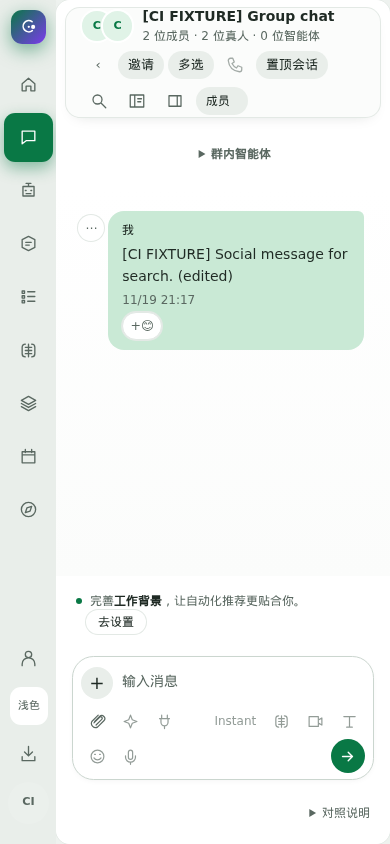 C C [CI FIXTURE] Group chat
2 位成员 · 2 位真人 · 0 位智能体
‹ 邀请 多选 置顶会话
成员
▶ 群内智能体
我
[CI FIXTURE] Social message for
search. (edited)
11/19 21:17
+😊
完善工作背景，让自动化推荐更贴合你。
去设置
输入消息
Instant
浅色
CI
▶ 对照说明